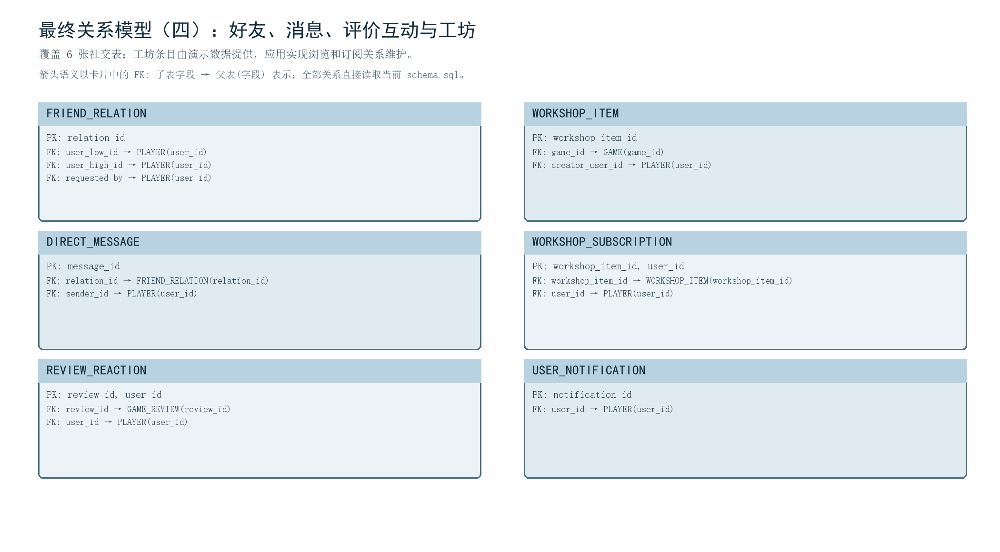 最终关系模型（四）：好友、消息、评价互动与工坊
覆盖 6 张社交表；工坊条目由演示数据提供，应用实现浏览和订阅关系维护。
箭头语义以卡片中的 FK: 子表字段 → 父表(字段) 表示；全部关系直接读取当前 schema.sql。
FRIEND_RELATION
PK: relation_id
FK: user_low_id → PLAYER(user_id)
FK: user_high_id → PLAYER(user_id)
FK: requested_by → PLAYER(user_id)
WORKSHOP_ITEM
PK: workshop_item_id
FK: game_id → GAME(game_id)
FK: creator_user_id → PLAYER(user_id)
DIRECT_MESSAGE
PK: message_id
FK: relation_id → FRIEND_RELATION(relation_id)
FK: sender_id → PLAYER(user_id)
WORKSHOP_SUBSCRIPTION
PK: workshop_item_id, user_id
FK: workshop_item_id → WORKSHOP_ITEM(workshop_item_id)
FK: user_id → PLAYER(user_id)
REVIEW_REACTION
PK: review_id, user_id
FK: review_id → GAME_REVIEW(review_id)
FK: user_id → PLAYER(user_id)
USER_NOTIFICATION
PK: notification_id
FK: user_id → PLAYER(user_id)